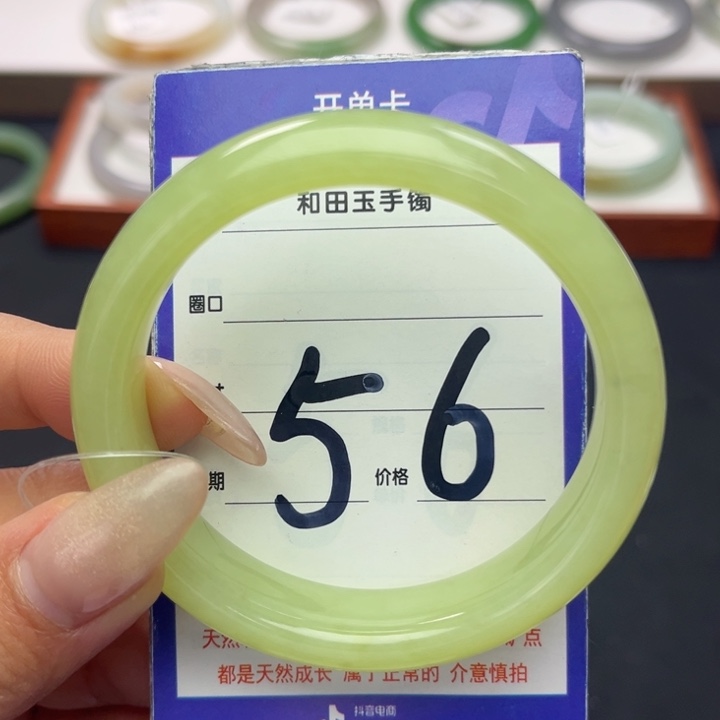 开单卡
和田玉手镯
圈口
56
期 价格
天然 点
都是天然成长 属于正常的 介意慎拍
抖音电商